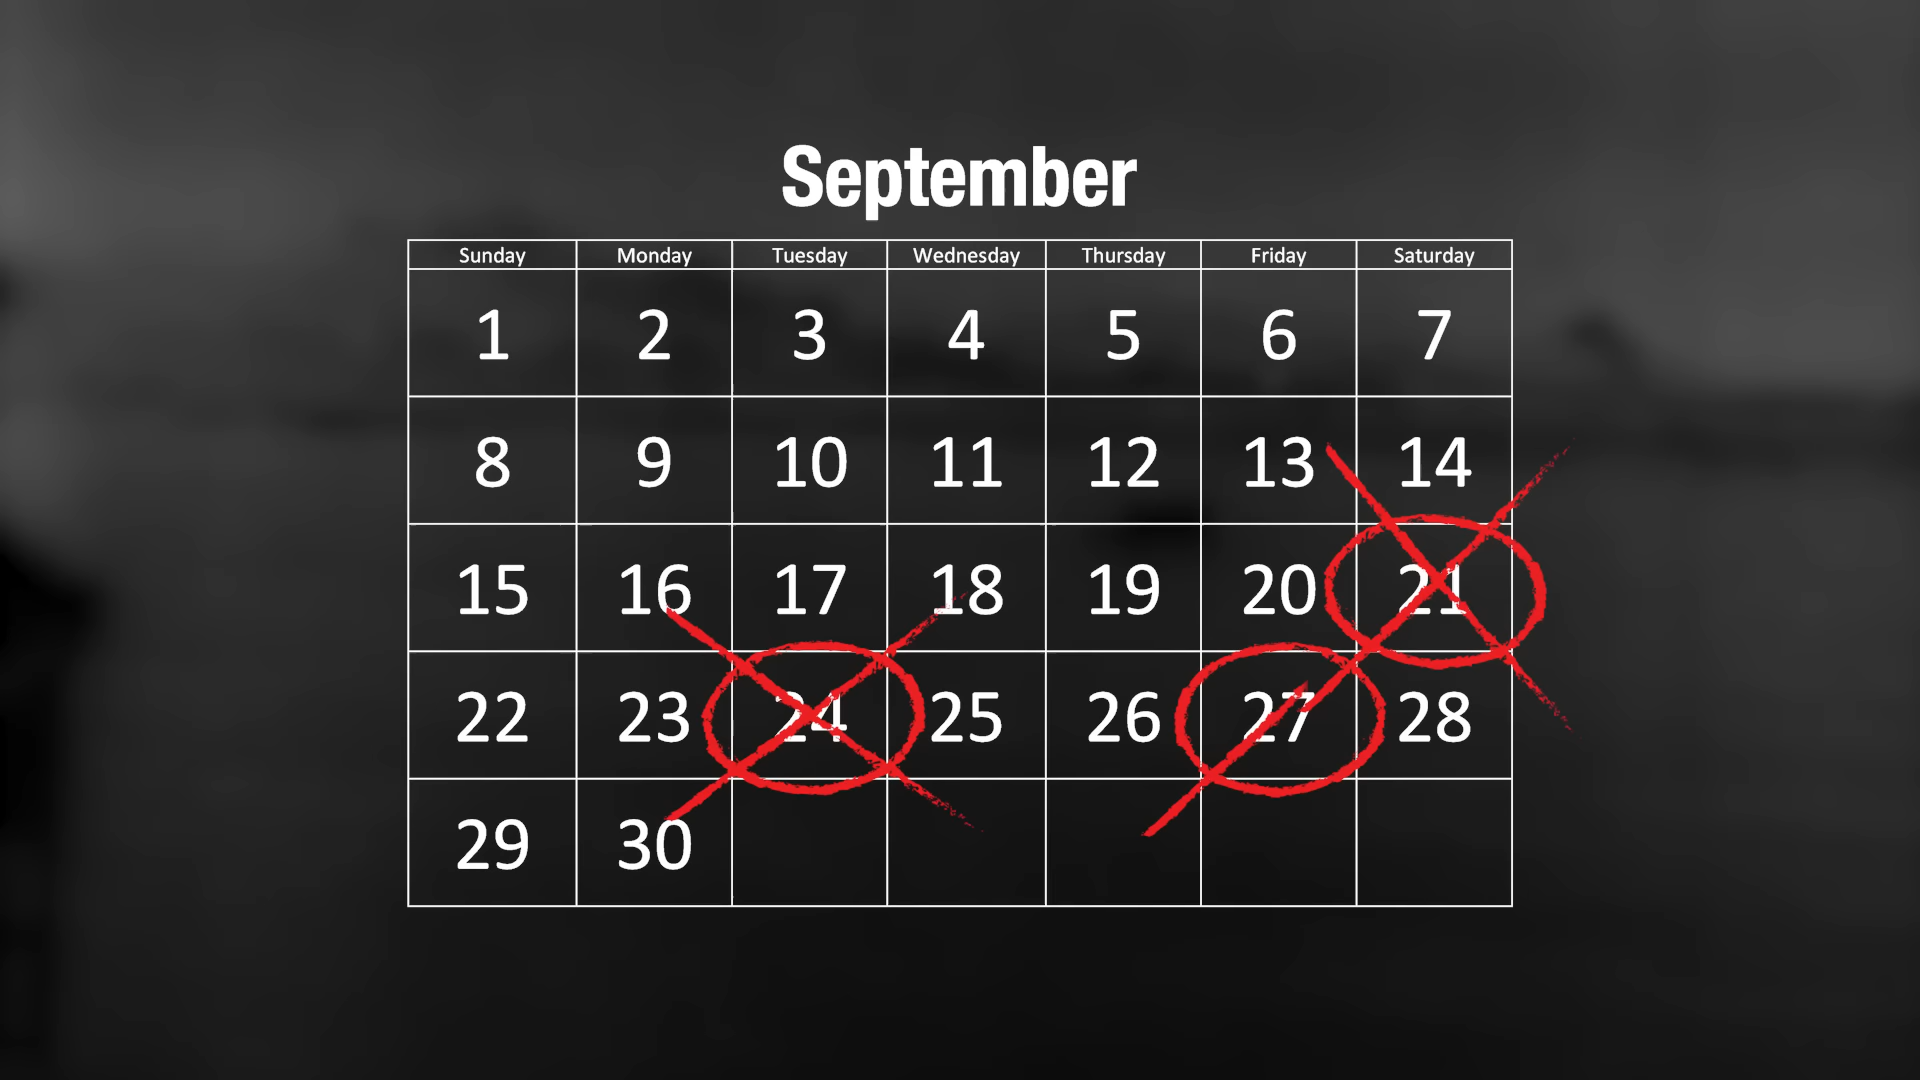 September
Sunday Monday Tuesday Wednesday Thursday Friday Saturday
1 2 3 4 5 6 7
8 9 10 11 12 13 14
15 16 17 18 19 20 21
22 23 24 25 26 27 28
29 30